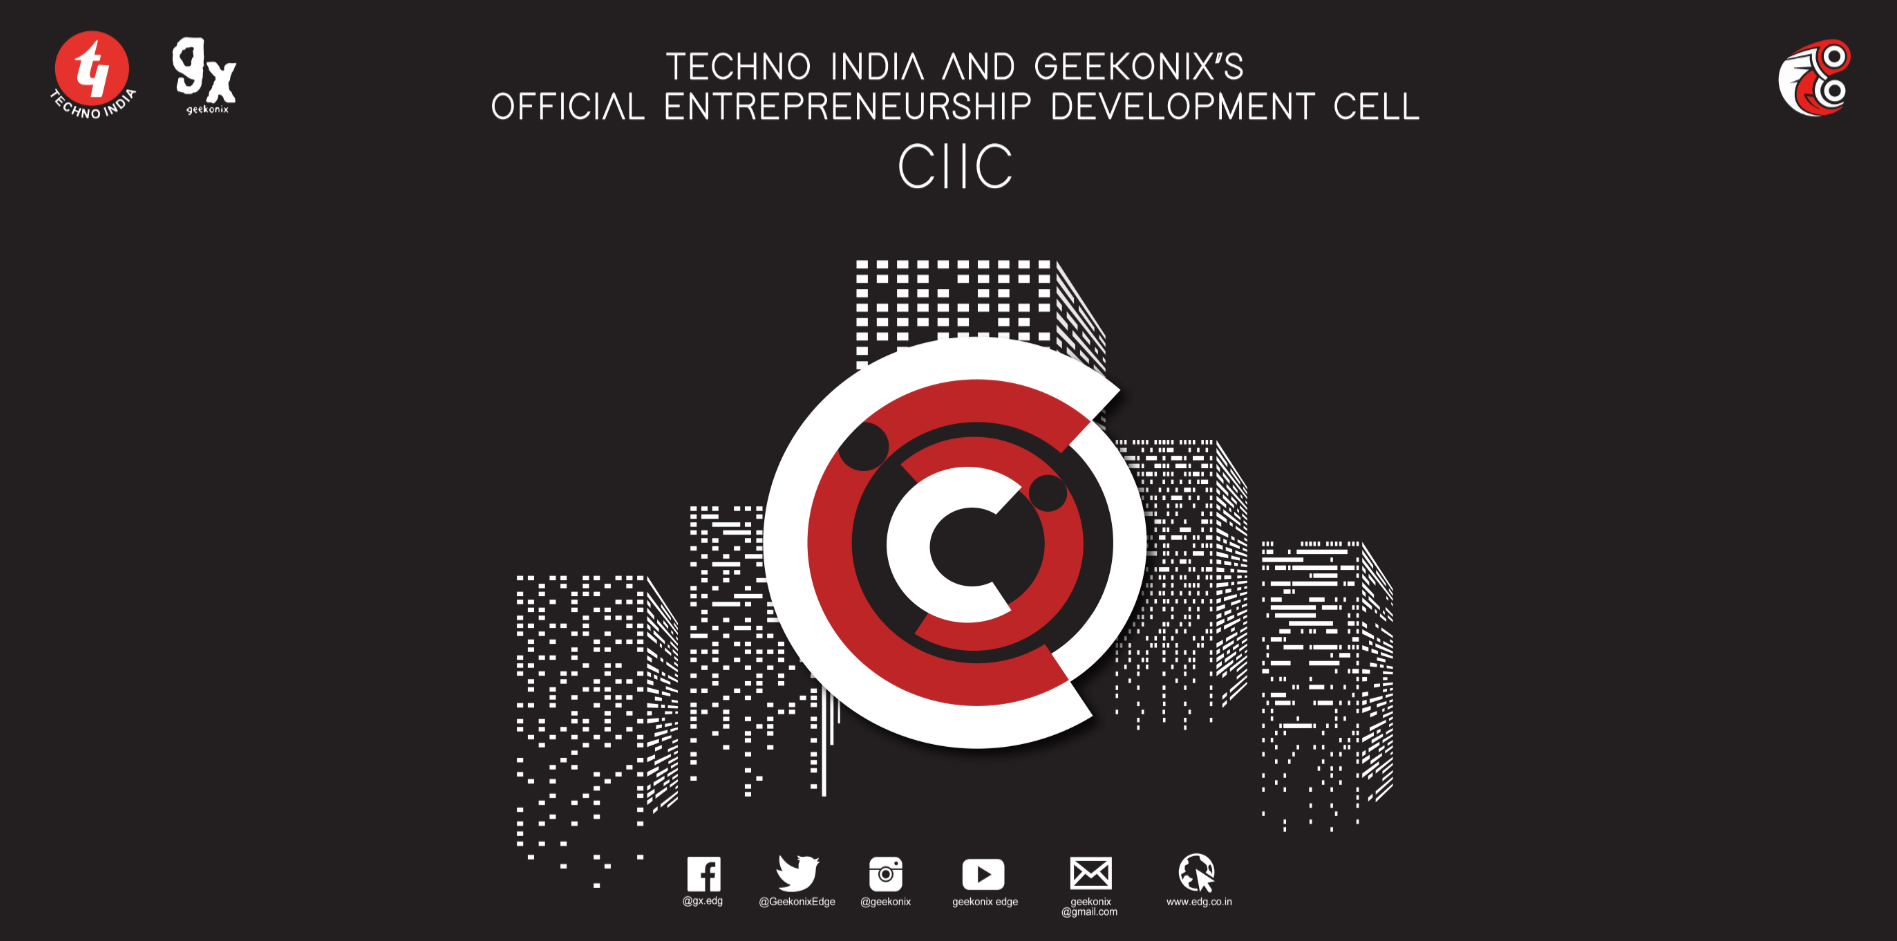 TECHNO INDIA
gx
geekonix
TECHNO INDIA AND GEEKONIX'S
OFFICIAL ENTREPRENEURSHIP DEVELOPMENT CELL
CIIC
@gx.edg
@GeekonixEdge
@geekonix
geekonix edge
geekonix
@gmail.com
www.edg.co.in